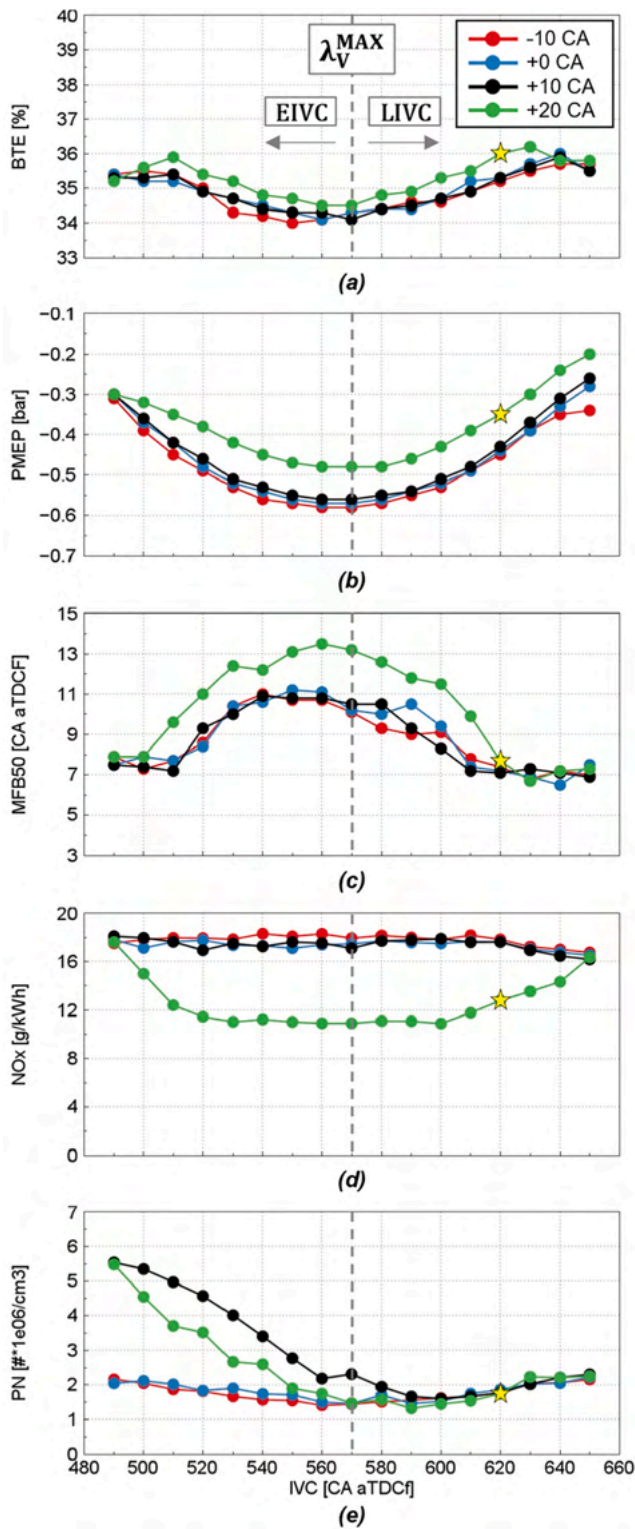 40
39
38
37
36
35
34
33
BTE [%]
λ_V^MAX
EIVC
LIVC
-10 CA
+0 CA
+10 CA
+20 CA
(a)
−0.1
−0.2
−0.3
−0.4
−0.5
−0.6
−0.7
PMEP [bar]
(b)
15
13
11
9
7
5
3
MFB50 [CA aTDCF]
(c)
20
16
12
8
4
0
NOx [g/kWh]
(d)
7
6
5
4
3
2
1
0
PN [#*1e06/cm3]
480 500 520 540 560 580 600 620 640 660
IVC [CA aTDCf]
(e)